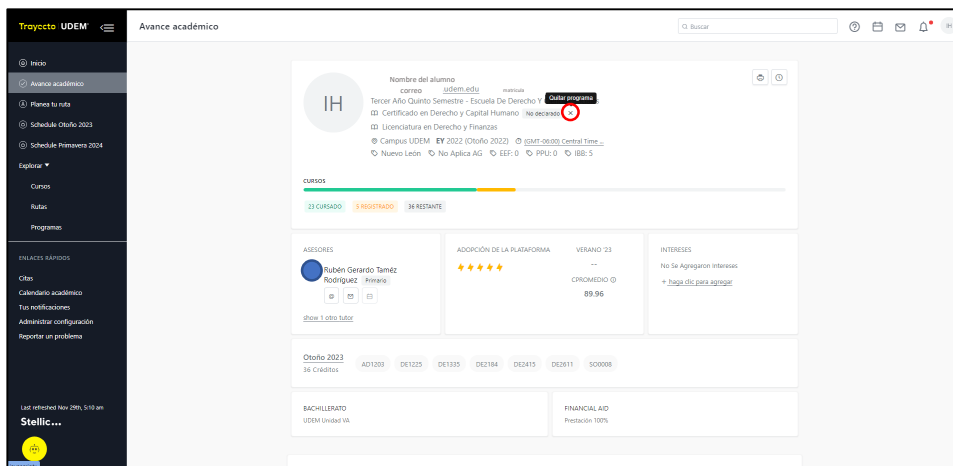 Trayecto UDEM
Avance académico
Buscar
IH
Inicio
Avance académico
Planea tu ruta
Schedule Otoño 2023
Schedule Primavera 2024
Explorar
Cursos
Rutas
Programas
ENLACES RÁPIDOS
Citas
Calendario académico
Tus notificaciones
Administrar configuración
Reportar un problema
Last refreshed Nov 29th, 5:10 am
Stellic...
IH
Nombre del alumno
correo udem.edu matrícula
Quitar programa
Tercer Año Quinto Semestre - Escuela De Derecho Y
Certificado en Derecho y Capital Humano No declarado ×
Licenciatura en Derecho y Finanzas
Campus UDEM EY 2022 (Otoño 2022) (GMT-06:00) Central Time ...
Nuevo León No Aplica AG EEF: 0 PPU: 0 IBB: 5
CURSOS
23 CURSADO 5 REGISTRADO 36 RESTANTE
ASESORES
Rubén Gerardo Taméz
Rodríguez Primario
show 1 otro tutor
ADOPCIÓN DE LA PLATAFORMA
VERANO '23
--
CPROMEDIO
89.96
INTERESES
No Se Agregaron Intereses
+ haga clic para agregar
Otoño 2023
36 Créditos
AD1203 DE1225 DE1335 DE2184 DE2415 DE2611 SO0008
BACHILLERATO
UDEM Unidad VA
FINANCIAL AID
Prestación 100%